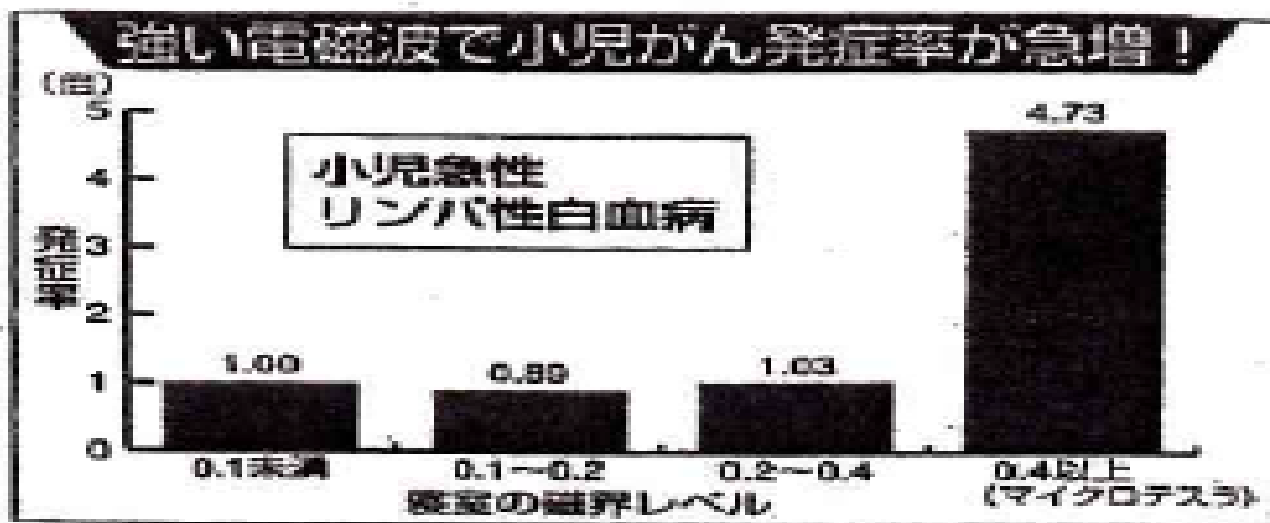 強い電磁波で小児がん発症率が急増！
(倍)
5
4.73
4
小児急性
リンパ性白血病
3
2
1.00
0.89
1.03
1
0
0.1未満
0.1〜0.2
0.2〜0.4
0.4以上
寝室の磁界レベル
(マイクロテスラ)